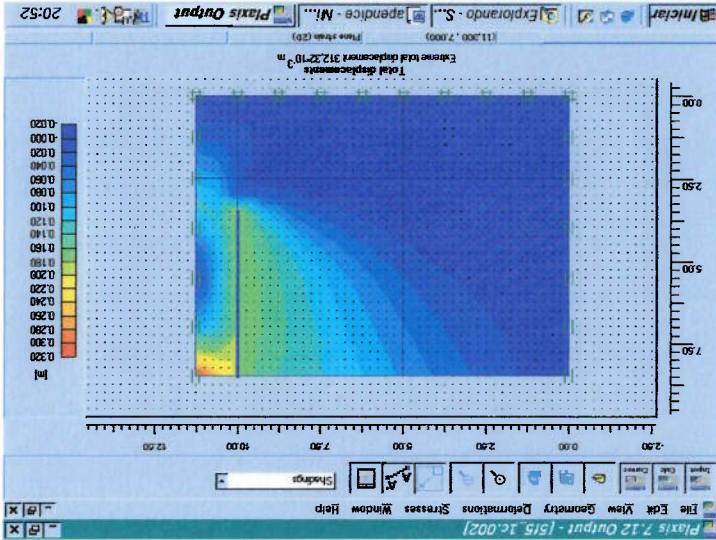 Plaxis 7.12 Output - [5f5_1c.002]
File Edit View Geometry Deformations Stresses Window Help
Input Calc Curves
Shadings
-2.50 0.00 2.50 5.00 7.50 10.00 12.50
7.50
5.00
2.50
0.00
[m]
0.320
0.300
0.280
0.260
0.240
0.220
0.200
0.180
0.160
0.140
0.120
0.100
0.080
0.060
0.040
0.020
-0.000
-0.020
Total displacements
Extreme total displacement 312,32*10-3 m
(11,300 , 7,000) Plane strain (2D)
Iniciar Explorando - S... apendice - Ni... Plaxis Output 20:52